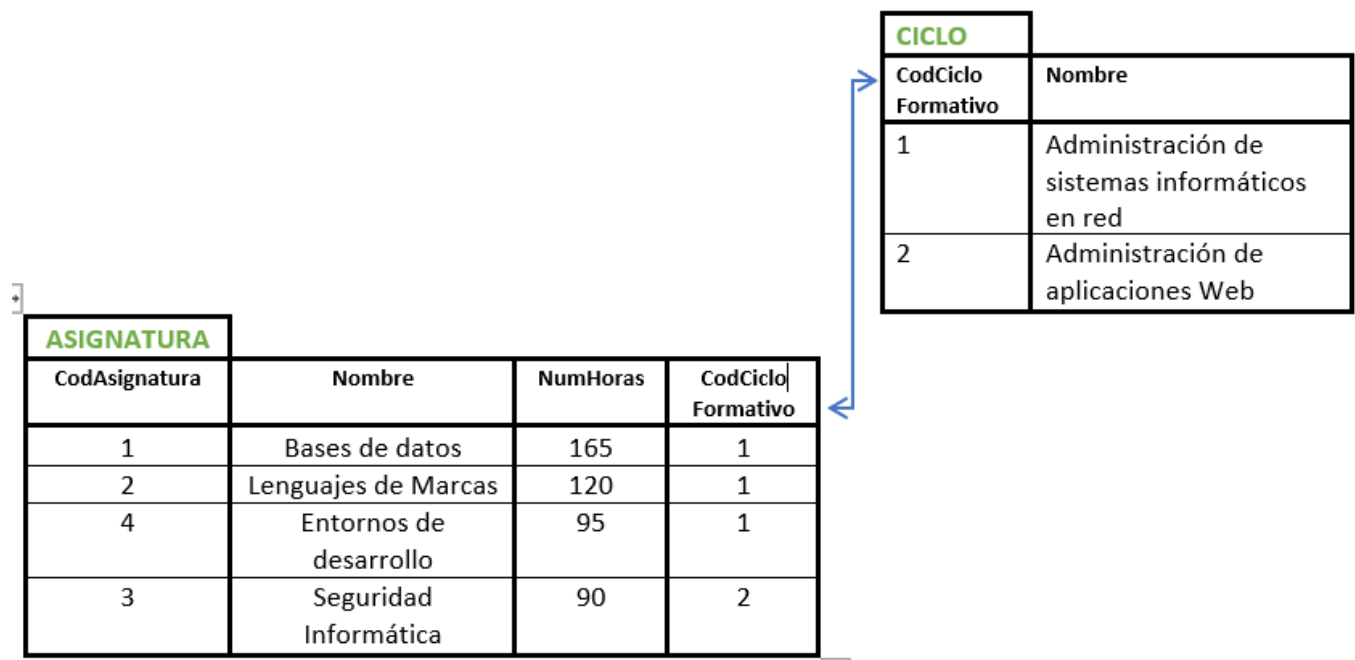 CICLO
CodCiclo Nombre
Formativo
1 Administración de
sistemas informáticos
en red
2 Administración de
aplicaciones Web
ASIGNATURA
CodAsignatura Nombre NumHoras CodCiclo
Formativo
1 Bases de datos 165 1
2 Lenguajes de Marcas 120 1
4 Entornos de 95 1
desarrollo
3 Seguridad 90 2
Informática